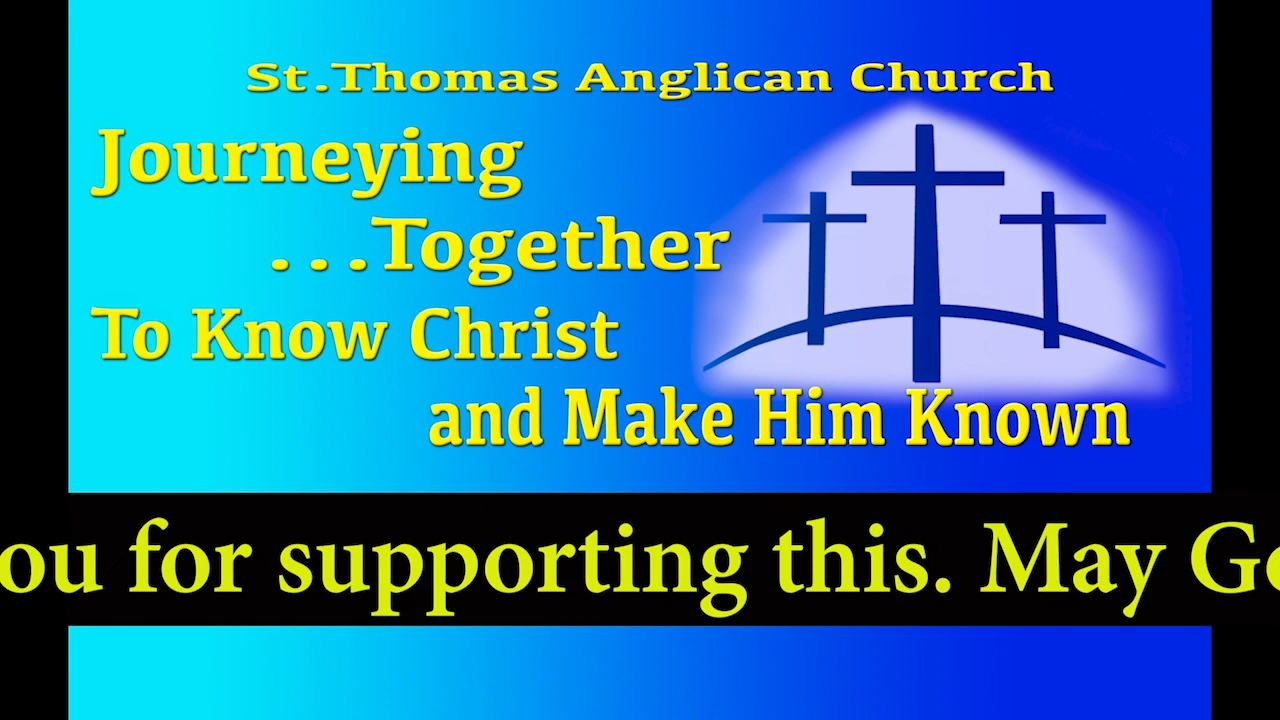 St.Thomas Anglican Church
Journeying
...Together
To Know Christ
and Make Him Known
for supporting this. May